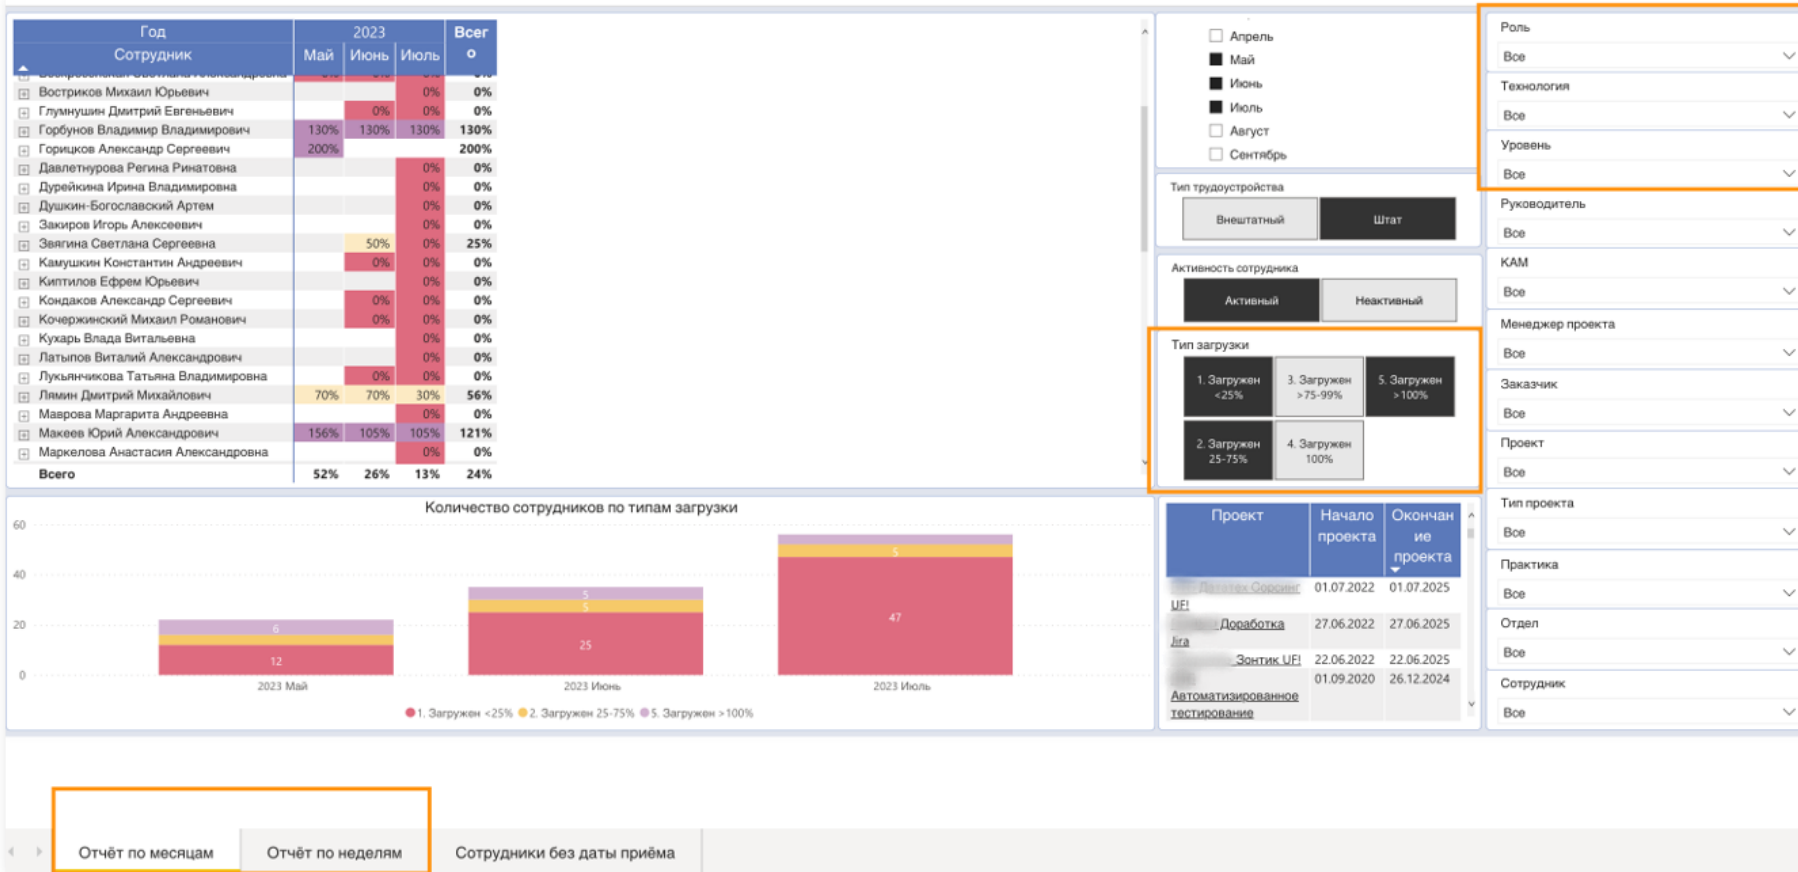 Год 2023 Всего
Сотрудник Май Июнь Июль
Востриков Михаил Юрьевич 0% 0%
Глумнушин Дмитрий Евгеньевич 0% 0% 0%
Горбунов Владимир Владимирович 130% 130% 130% 130%
Горицков Александр Сергеевич 200% 200%
Давлетнурова Регина Ринатовна 0% 0%
Дурейкина Ирина Владимировна 0% 0%
Душкин-Богославский Артем 0% 0%
Закиров Игорь Алексеевич 0% 0%
Звягина Светлана Сергеевна 50% 0% 25%
Камушкин Константин Андреевич 0% 0% 0%
Киптилов Ефрем Юрьевич 0% 0%
Кондаков Александр Сергеевич 0% 0% 0%
Кочержинский Михаил Романович 0% 0% 0%
Кухарь Влада Витальевна 0% 0%
Латыпов Виталий Александрович 0% 0%
Лукьянчикова Татьяна Владимировна 0% 0% 0%
Лямин Дмитрий Михайлович 70% 70% 30% 56%
Маврова Маргарита Андреевна 0% 0%
Макеев Юрий Александрович 156% 105% 105% 121%
Маркелова Анастасия Александровна 0% 0%
Всего 52% 26% 13% 24%
Апрель
Май
Июнь
Июль
Август
Сентябрь
Тип трудоустройства
Внештатный Штат
Активность сотрудника
Активный Неактивный
Тип загрузки
1. Загружен <25%
3. Загружен >75-99%
5. Загружен >100%
2. Загружен 25-75%
4. Загружен 100%
Роль
Все
Технология
Все
Уровень
Все
Руководитель
Все
КАМ
Все
Менеджер проекта
Все
Заказчик
Все
Проект
Все
Тип проекта
Все
Практика
Все
Отдел
Все
Сотрудник
Все
Количество сотрудников по типам загрузки
60
40
20
0
6
12
5
5
25
5
47
2023 Май 2023 Июнь 2023 Июль
1. Загружен <25% 2. Загружен 25-75% 5. Загружен >100%
Проект Начало проекта Окончание проекта
Дататех Сорсинг UF! 01.07.2022 01.07.2025
Доработка Jira 27.06.2022 27.06.2025
Зонтик UF! 22.06.2022 22.06.2025
Автоматизированное тестирование 01.09.2020 26.12.2024
Отчёт по месяцам Отчёт по неделям Сотрудники без даты приёма